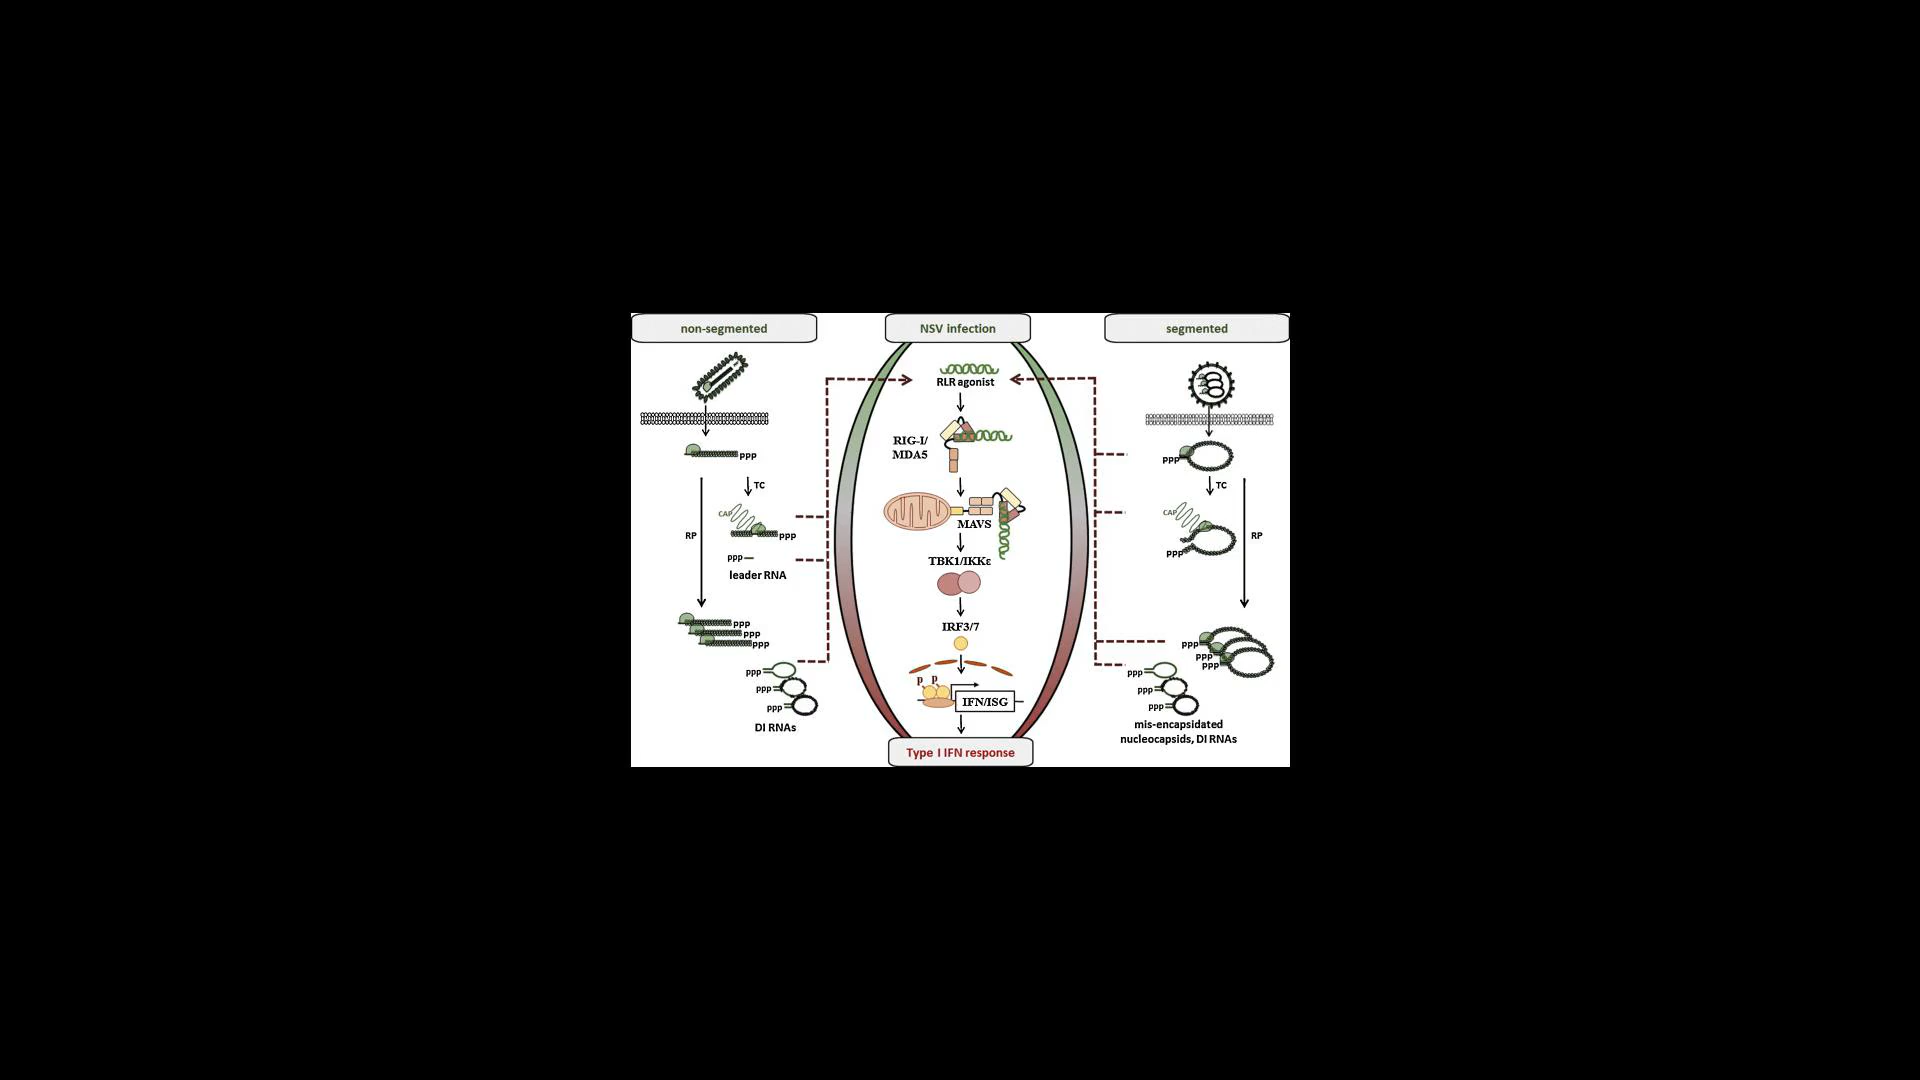 non-segmented
NSV infection
segmented
RLR agonist
RIG-I/
MDA5
MAVS
TBK1/IKKε
IRF3/7
p p
IFN/ISG
Type I IFN response
ppp
TC
CAP
ppp
RP
ppp
leader RNA
ppp
ppp
ppp
ppp
ppp
ppp
DI RNAs
ppp
TC
CAP
RP
ppp
ppp
ppp
ppp
ppp
ppp
ppp
mis-encapsidated
nucleocapsids, DI RNAs